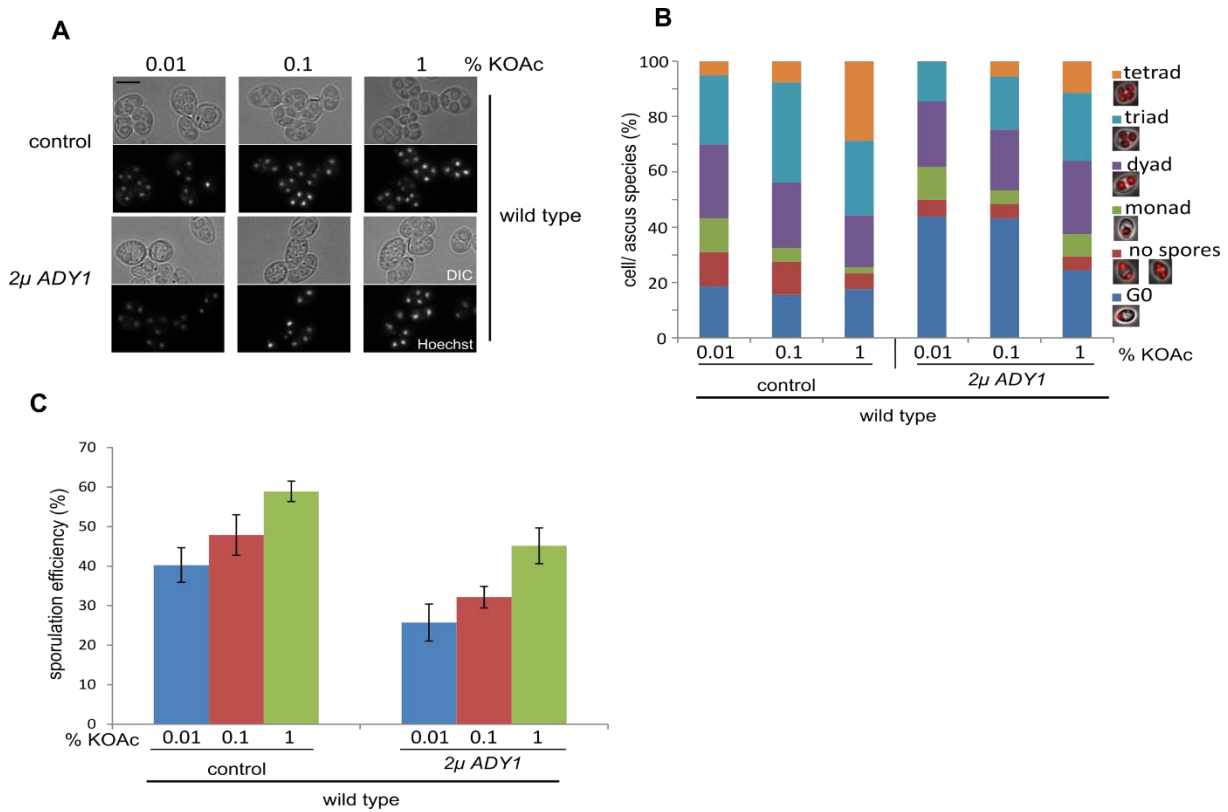 A
0.01 0.1 1 % KOAc
control
wild type
2µ ADY1
DIC
Hoechst
B
cell/ ascus species (%)
100
80
60
40
20
0
0.01 0.1 1 0.01 0.1 1 % KOAc
control 2µ ADY1
wild type
tetrad
triad
dyad
monad
no spores
G0
C
sporulation efficiency (%)
70
60
50
40
30
20
10
0
% KOAc 0.01 0.1 1 0.01 0.1 1
control 2µ ADY1
wild type